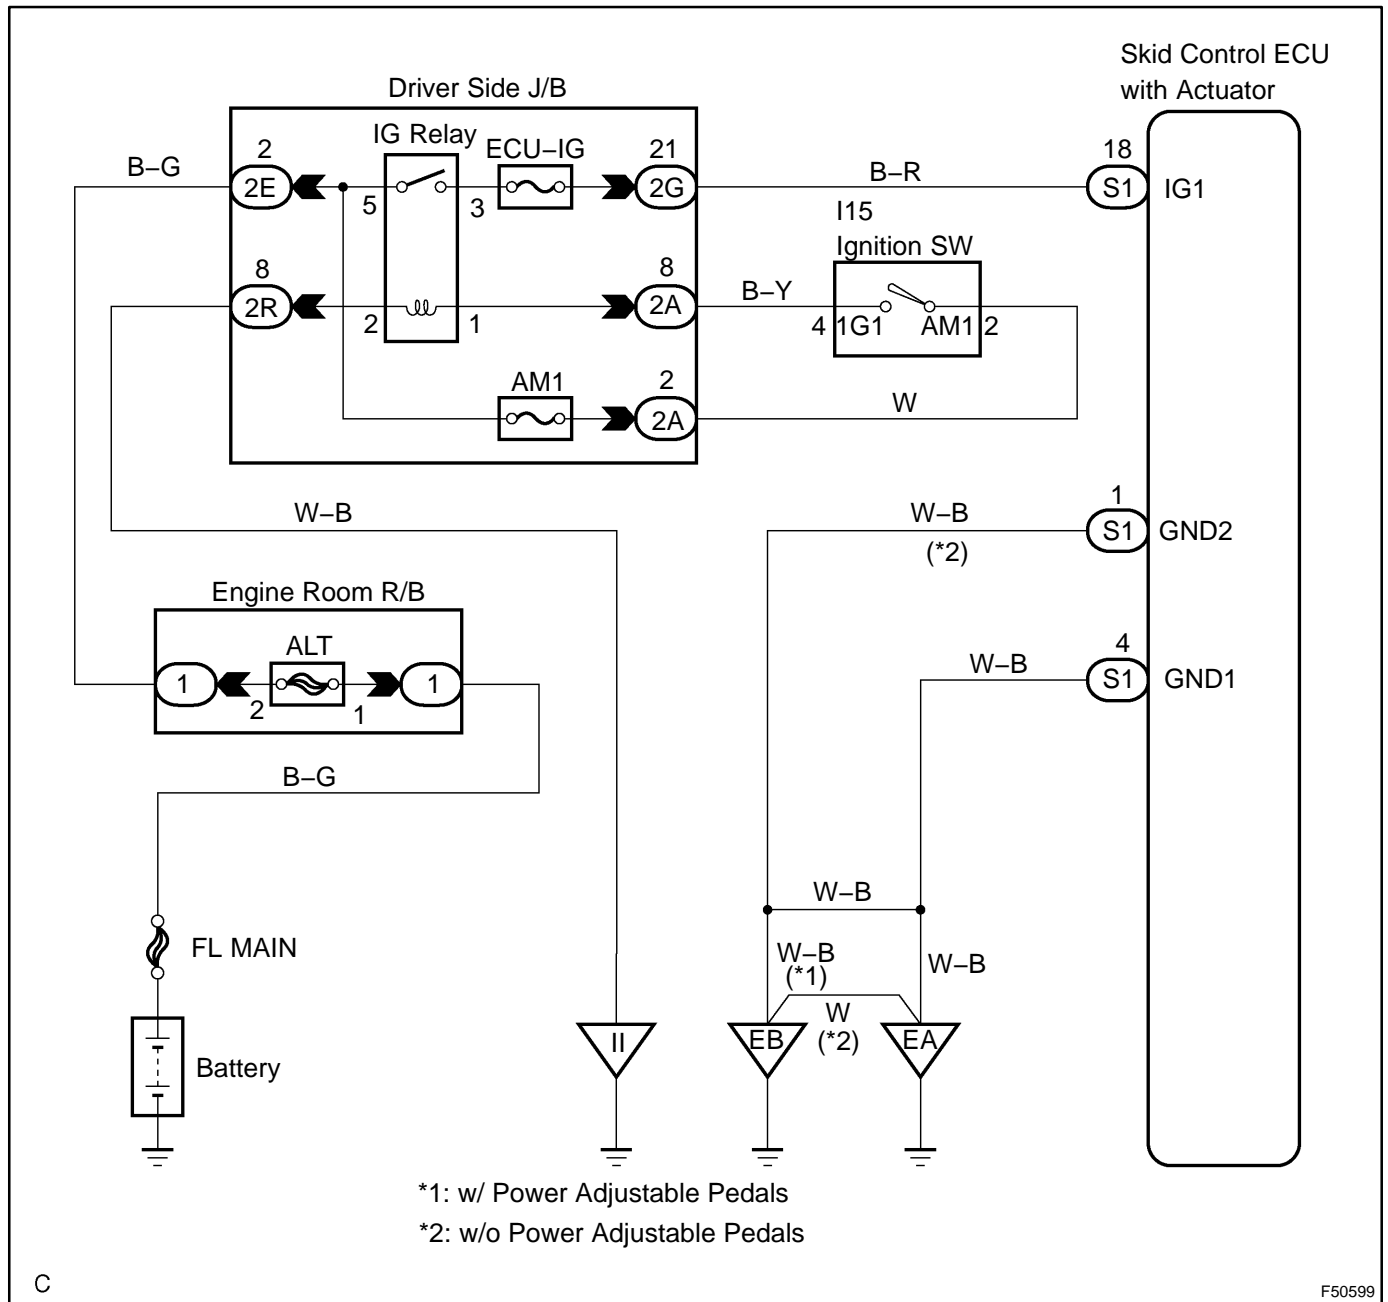 Skid Control ECU
with Actuator
Driver Side J/B
IG Relay
ECU–IG
B–G
2
2E
5
3
21
2G
B–R
18
S1
IG1
I15
Ignition SW
8
2R
2
1
8
2A
B–Y
4
1G1
AM1
2
AM1
2
2A
W
W–B
W–B
(*2)
1
S1
GND2
Engine Room R/B
ALT
1
2
1
1
W–B
4
S1
GND1
B–G
W–B
FL MAIN
W–B
(*1)
W–B
W
(*2)
II
EB
EA
Battery
*1: w/ Power Adjustable Pedals
*2: w/o Power Adjustable Pedals
C
F50599